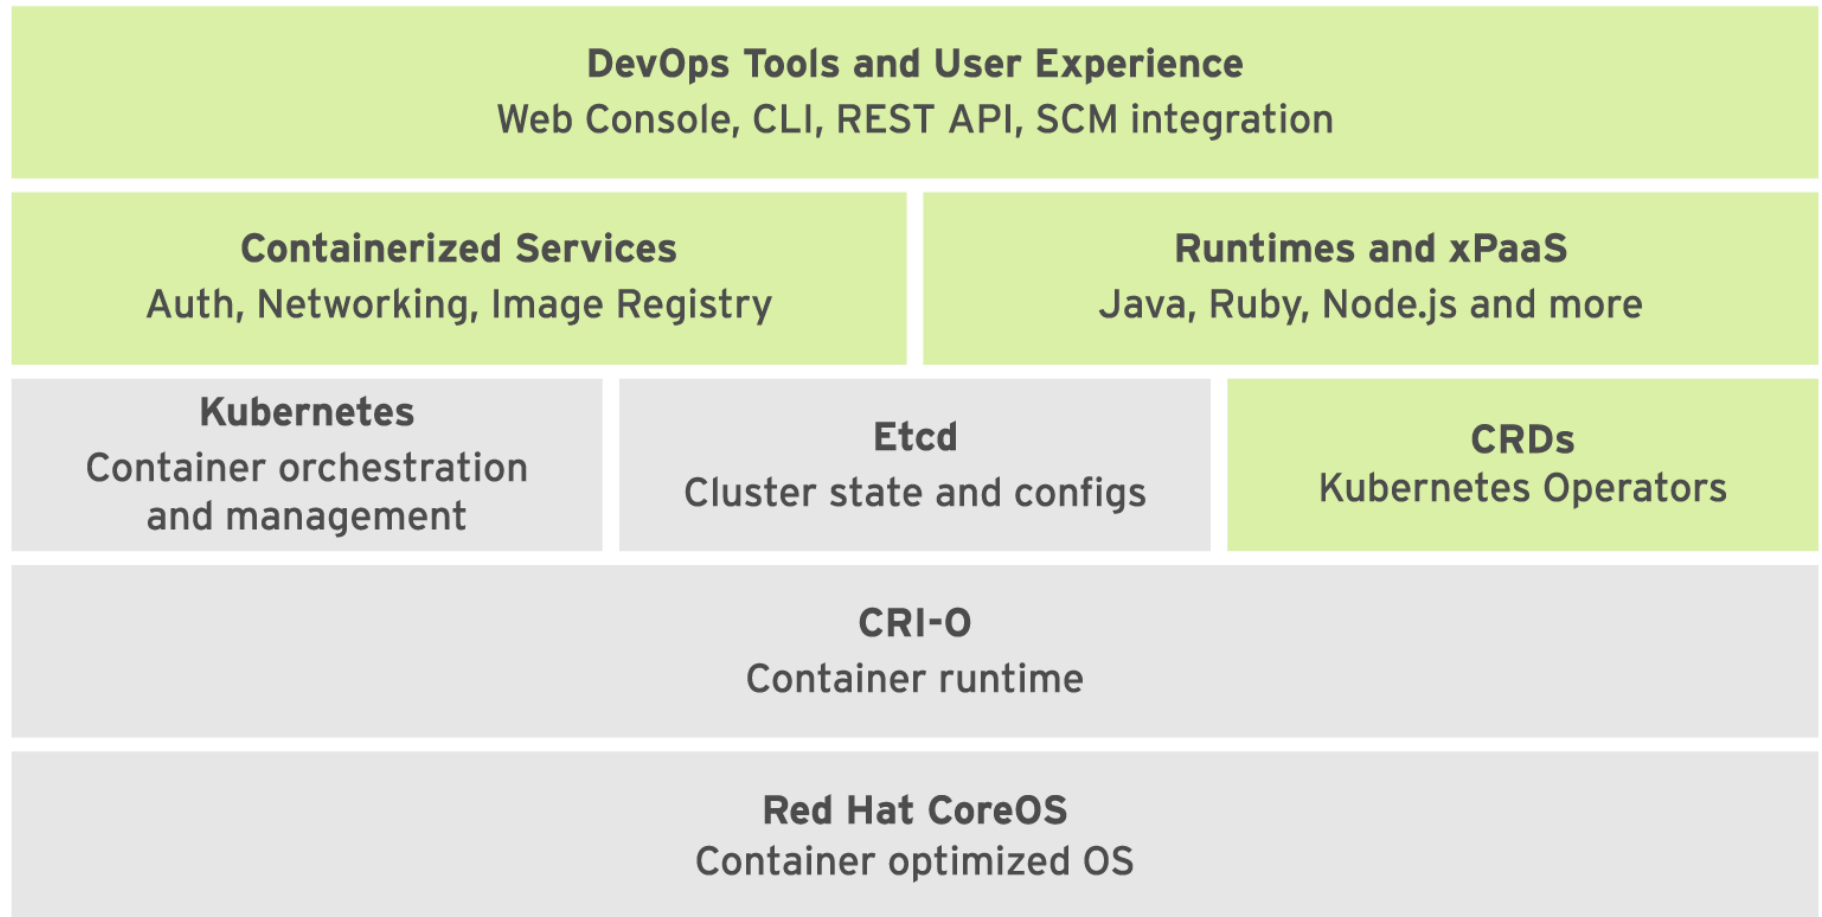 DevOps Tools and User Experience
Web Console, CLI, REST API, SCM integration
Containerized Services
Auth, Networking, Image Registry
Runtimes and xPaaS
Java, Ruby, Node.js and more
Kubernetes
Container orchestration
and management
Etcd
Cluster state and configs
CRDs
Kubernetes Operators
CRI-O
Container runtime
Red Hat CoreOS
Container optimized OS